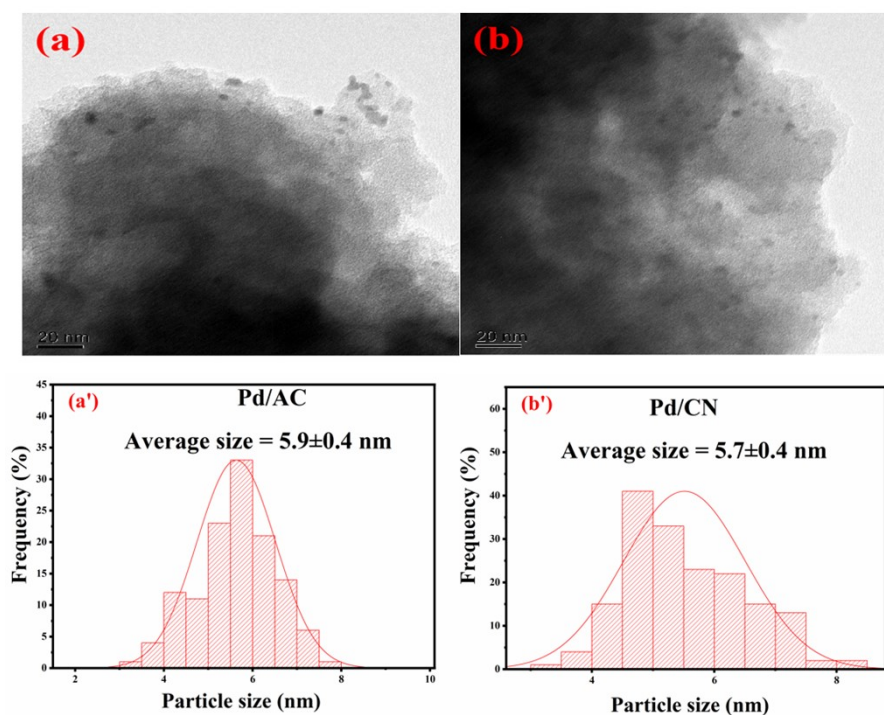 (a)
(b)
20 nm
20 nm
(a')
Pd/AC
Average size = 5.9±0.4 nm
Frequency (%)
45
40
35
30
25
20
15
10
5
0
2
4
6
8
10
Particle size (nm)
(b')
Pd/CN
Average size = 5.7±0.4 nm
Frequency (%)
60
50
40
30
20
10
0
4
6
8
Particle size (nm)